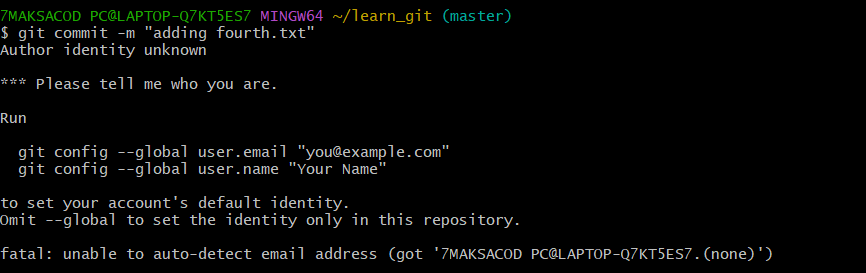 7MAKSACOD PC@LAPTOP-Q7KT5ES7 MINGW64 ~/learn_git (master)
$ git commit -m "adding fourth.txt"
Author identity unknown

*** Please tell me who you are.

Run

  git config --global user.email "you@example.com"
  git config --global user.name "Your Name"

to set your account's default identity.
Omit --global to set the identity only in this repository.

fatal: unable to auto-detect email address (got '7MAKSACOD PC@LAPTOP-Q7KT5ES7.(none)')